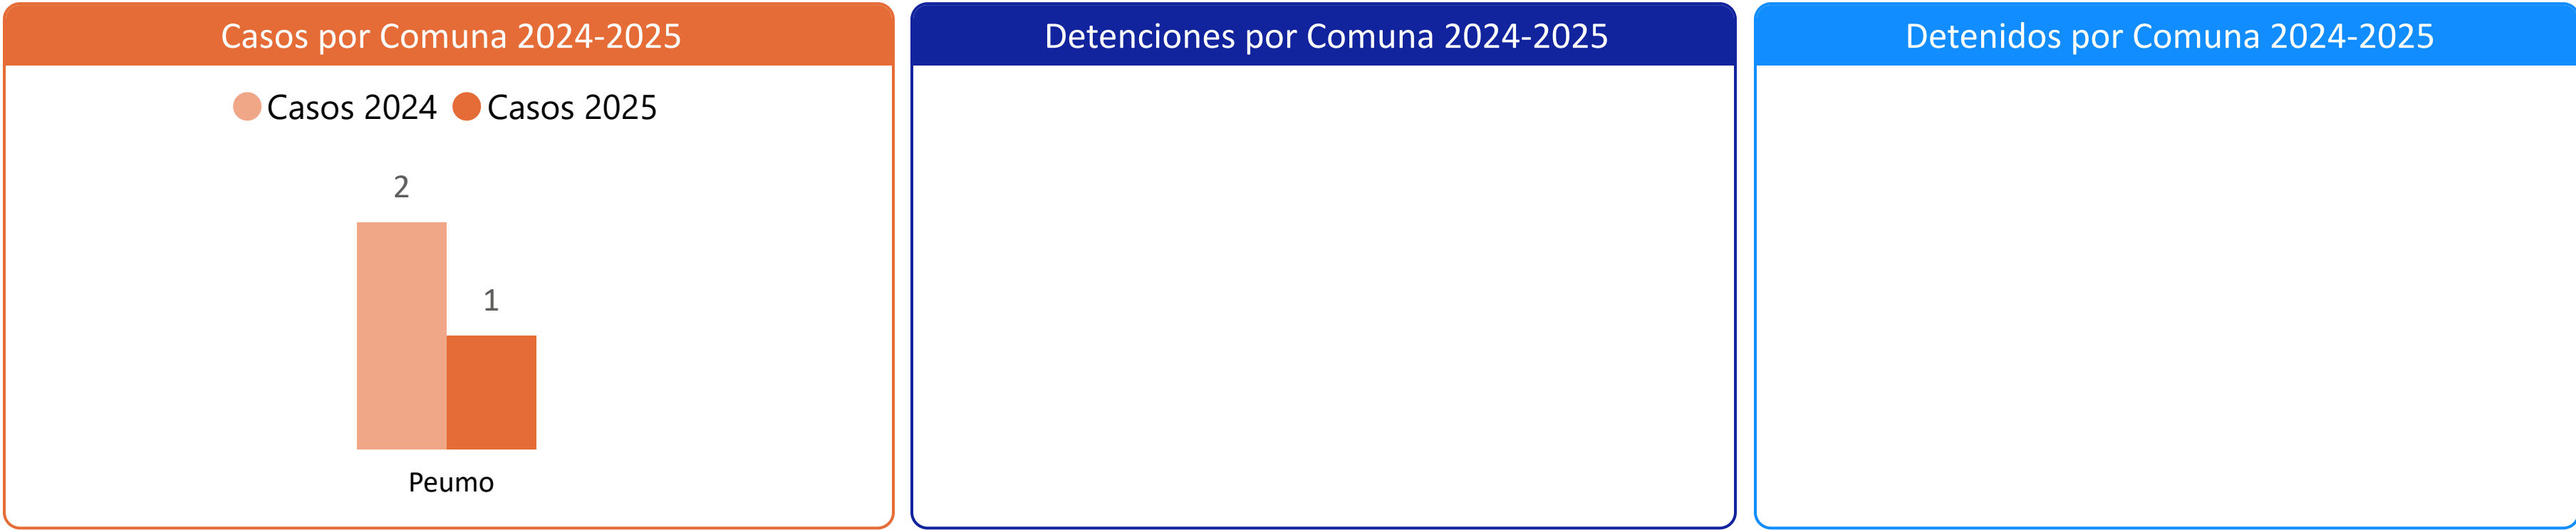 Casos por Comuna 2024-2025
Casos 2024 Casos 2025
2
1
Peumo
Detenciones por Comuna 2024-2025
Detenidos por Comuna 2024-2025